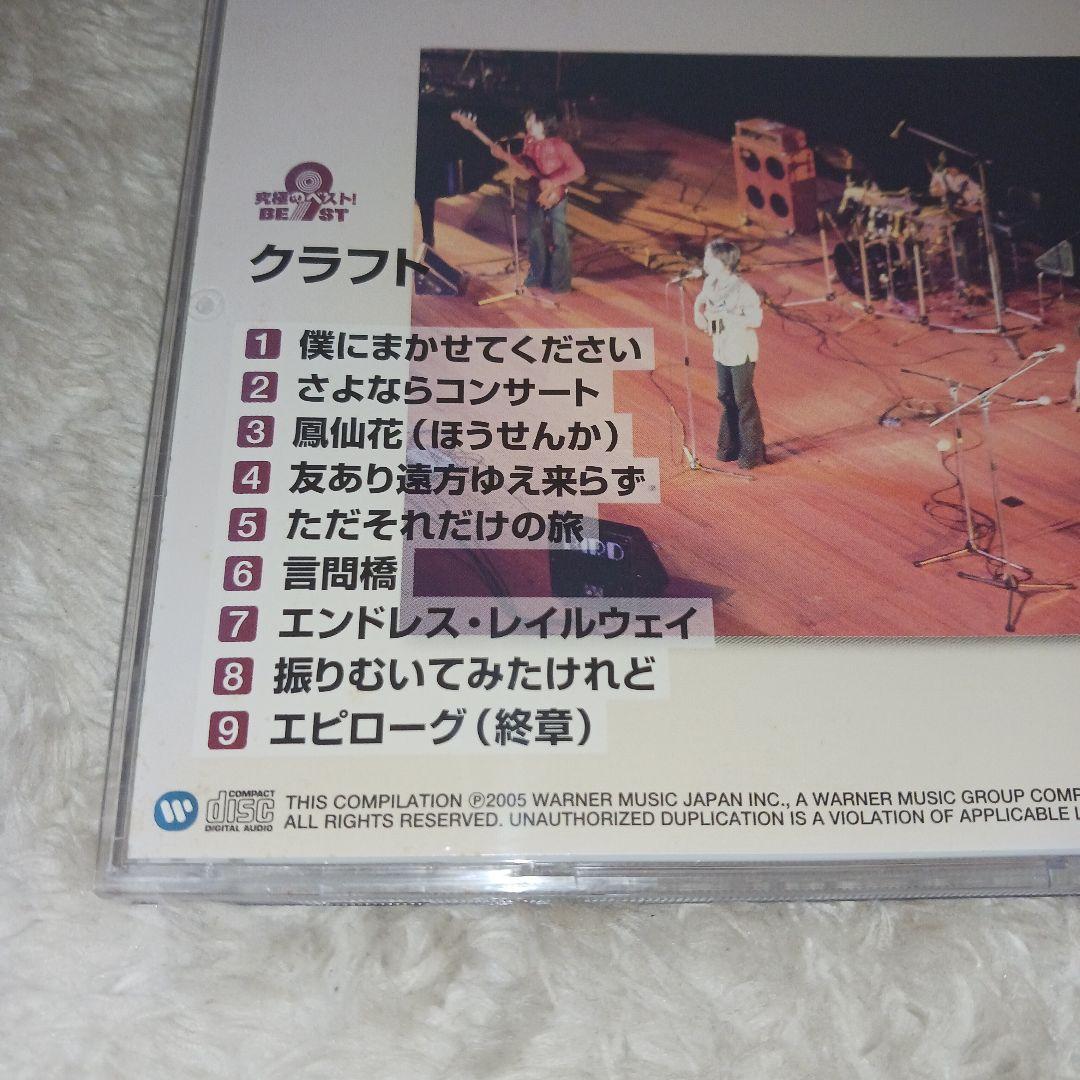 究極のベスト!
BE9ST
クラフト
1 僕にまかせてください
2 さよならコンサート
3 鳳仙花(ほうせんか)
4 友あり遠方ゆえ来らず
5 ただそれだけの旅
6 言問橋
7 エンドレス・レイルウェイ
8 振りむいてみたけれど
9 エピローグ(終章)
COMPACT
disc
DIGITAL AUDIO
THIS COMPILATION ℗2005 WARNER MUSIC JAPAN INC., A WARNER MUSIC GROUP COMP
ALL RIGHTS RESERVED. UNAUTHORIZED DUPLICATION IS A VIOLATION OF APPLICABLE L